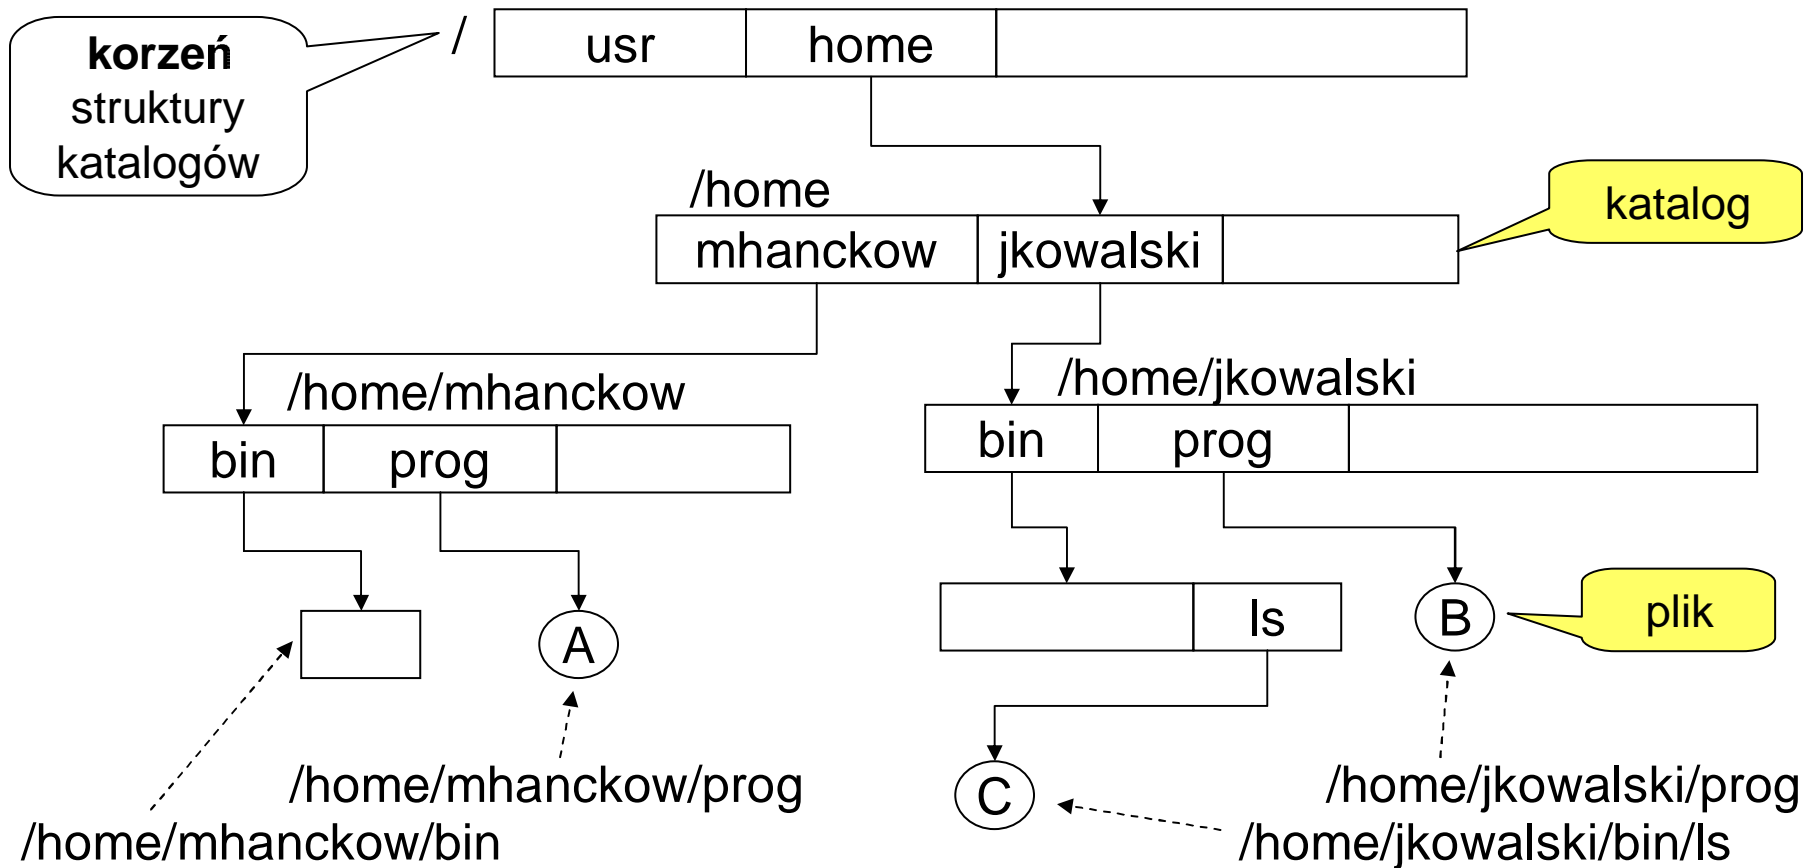 korzeń
struktury
katalogów
/
usr home
/home
katalog
mhanckow jkowalski
/home/mhanckow
/home/jkowalski
bin prog
bin prog
ls
A
B
plik
C
/home/mhanckow/prog
/home/jkowalski/prog
/home/mhanckow/bin
/home/jkowalski/bin/ls